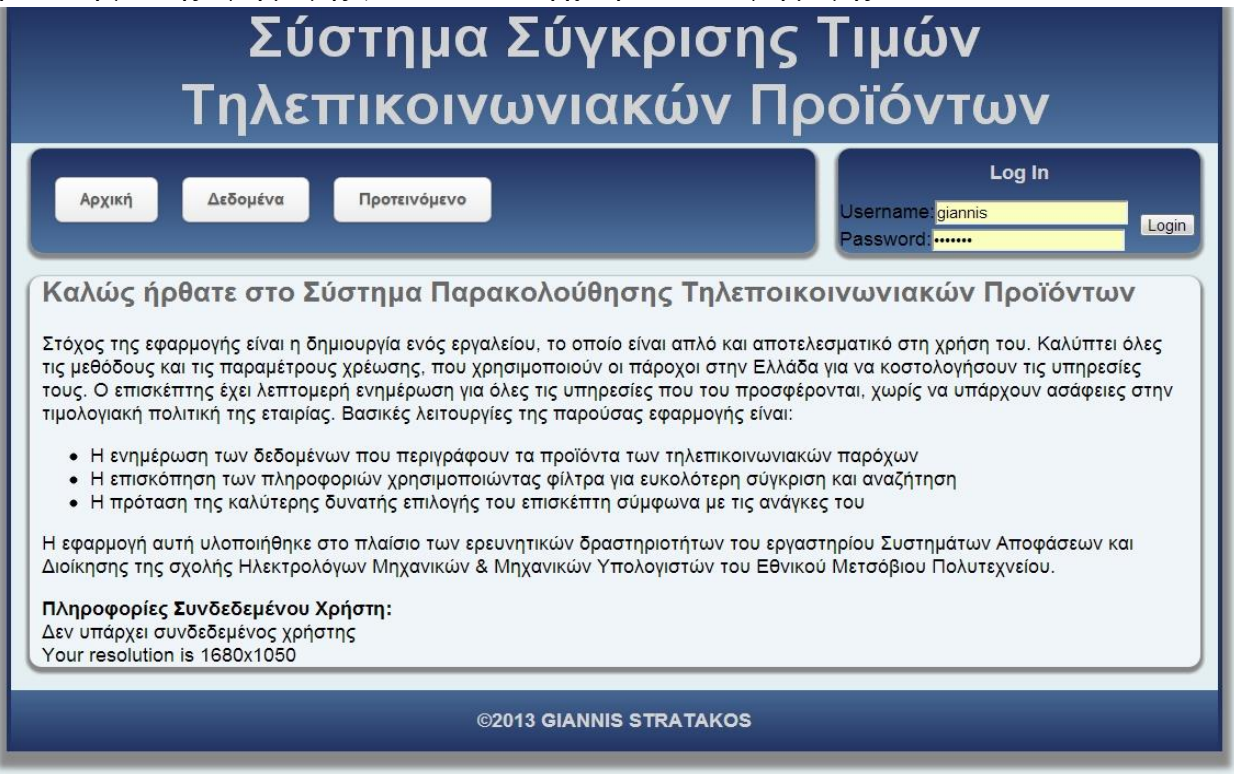 Σύστημα Σύγκρισης Τιμών
Τηλεπικοινωνιακών Προϊόντων
Αρχική
Δεδομένα
Προτεινόμενο
Log In
Username: giannis
Password: •••••••
Login
Καλώς ήρθατε στο Σύστημα Παρακολούθησης Τηλεποικοινωνιακών Προϊόντων
Στόχος της εφαρμογής είναι η δημιουργία ενός εργαλείου, το οποίο είναι απλό και αποτελεσματικό στη χρήση του. Καλύπτει όλες
τις μεθόδους και τις παραμέτρους χρέωσης, που χρησιμοποιούν οι πάροχοι στην Ελλάδα για να κοστολογήσουν τις υπηρεσίες
τους. Ο επισκέπτης έχει λεπτομερή ενημέρωση για όλες τις υπηρεσίες που του προσφέρονται, χωρίς να υπάρχουν ασάφειες στην
τιμολογιακή πολιτική της εταιρίας. Βασικές λειτουργίες της παρούσας εφαρμογής είναι:
• Η ενημέρωση των δεδομένων που περιγράφουν τα προϊόντα των τηλεπικοινωνιακών παρόχων
• Η επισκόπηση των πληροφοριών χρησιμοποιώντας φίλτρα για ευκολότερη σύγκριση και αναζήτηση
• Η πρόταση της καλύτερης δυνατής επιλογής του επισκέπτη σύμφωνα με τις ανάγκες του
Η εφαρμογή αυτή υλοποιήθηκε στο πλαίσιο των ερευνητικών δραστηριοτήτων του εργαστηρίου Συστημάτων Αποφάσεων και
Διοίκησης της σχολής Ηλεκτρολόγων Μηχανικών & Μηχανικών Υπολογιστών του Εθνικού Μετσόβιου Πολυτεχνείου.
Πληροφορίες Συνδεδεμένου Χρήστη:
Δεν υπάρχει συνδεδεμένος χρήστης
Your resolution is 1680x1050
©2013 GIANNIS STRATAKOS